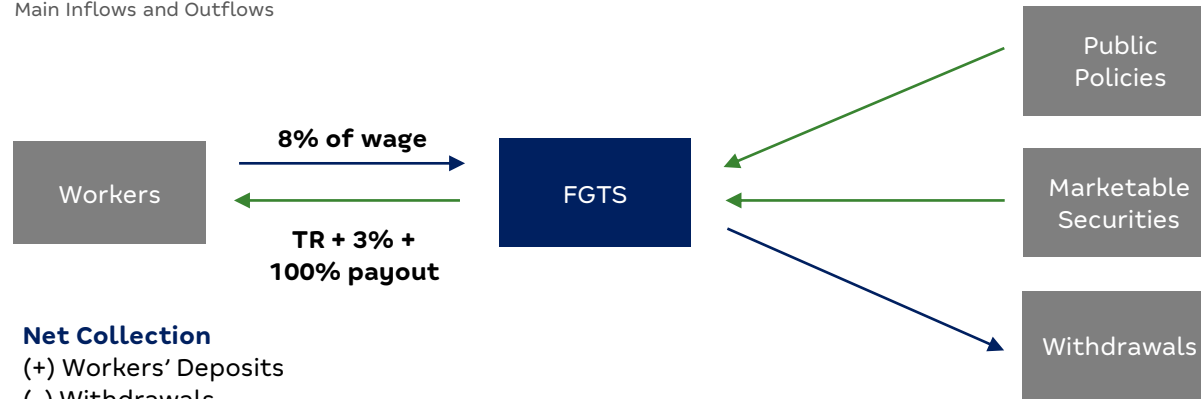 Main Inflows and Outflows
Public
Policies
8% of wage
Workers
FGTS
Marketable
Securities
TR + 3% +
100% payout
Net Collection
(+) Workers’ Deposits
(-) Withdrawals
Withdrawals